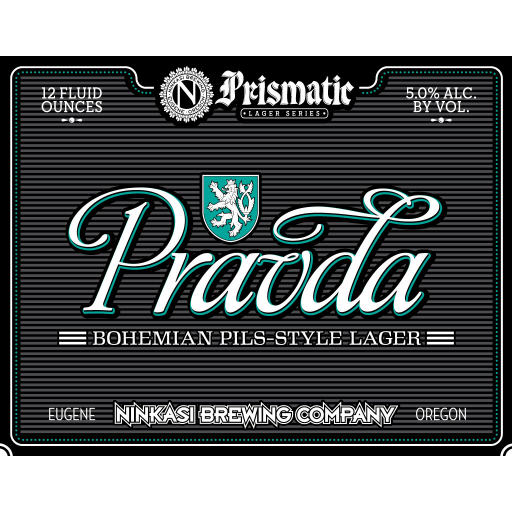 12 FLUID
OUNCES
N
Prismatic
LAGER SERIES
5.0% ALC.
BY VOL.
Pravda
BOHEMIAN PILS-STYLE LAGER
EUGENE
NINKASI BREWING COMPANY
OREGON